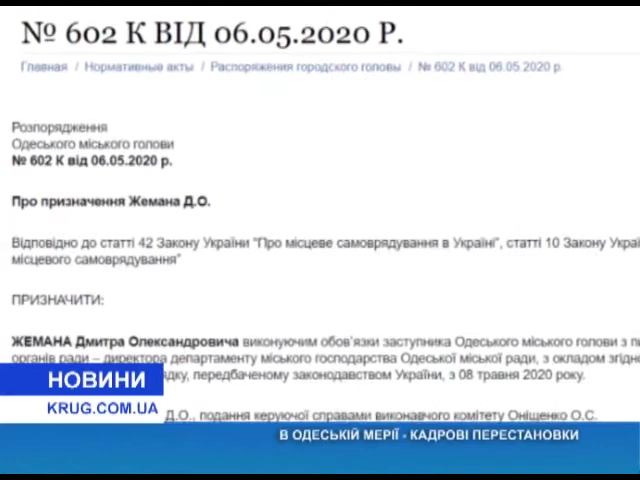 № 602 К ВІД 06.05.2020 Р.
Главная / Нормативные акты / Распоряжения городского головы / № 602 К від 06.05.2020 р.
Розпорядження
Одеського міського голови
№ 602 К від 06.05.2020 р.
Про призначення Жемана Д.О.
Відповідно до статті 42 Закону України "Про місцеве самоврядування в Україні", статті 10 Закону Украї
місцевого самоврядування"
ПРИЗНАЧИТИ:
ЖЕМАНА Дмитра Олександровича виконуючим обов'язки заступника Одеського міського голови з п
органів ради – директора департаменту міського господарства Одеської міської ради, з окладом згідно
передбаченому законодавством України, з 08 травня 2020 року.
Д.О., подання керуючої справами виконавчого комітету Оніщенко О.С.
НОВИНИ
KRUG.COM.UA
В ОДЕСЬКІЙ МЕРІЇ - КАДРОВІ ПЕРЕСТАНОВКИ